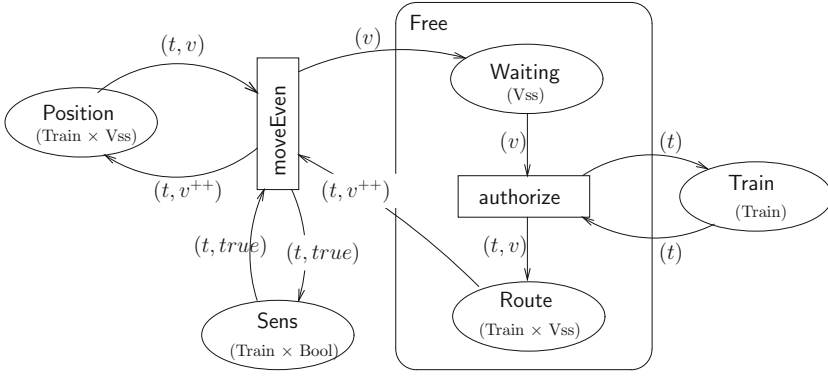 Free
(t, v)
(v)
Waiting
(Vss)
Position
(Train × Vss)
moveEven
(v)
(t)
(t, v⁺⁺)
(t, v⁺⁺)
authorize
Train
(Train)
(t, true)
(t, true)
(t, v)
(t)
Sens
(Train × Bool)
Route
(Train × Vss)